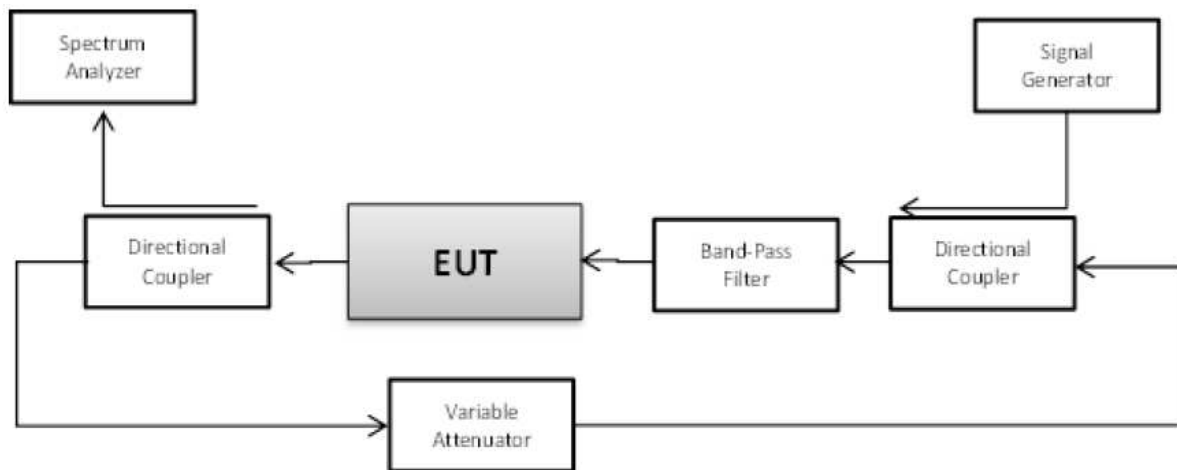 Spectrum
Analyzer
Signal
Generator
Directional
Coupler
EUT
Band-Pass
Filter
Directional
Coupler
Variable
Attenuator